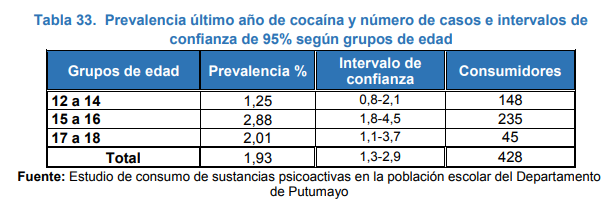 Tabla 33. Prevalencia último año de cocaína y número de casos e intervalos de
confianza de 95% según grupos de edad
Grupos de edad Prevalencia % Intervalo de confianza Consumidores
12 a 14 1,25 0,8-2,1 148
15 a 16 2,88 1,8-4,5 235
17 a 18 2,01 1,1-3,7 45
Total 1,93 1,3-2,9 428
Fuente: Estudio de consumo de sustancias psicoactivas en la población escolar del Departamento
de Putumayo